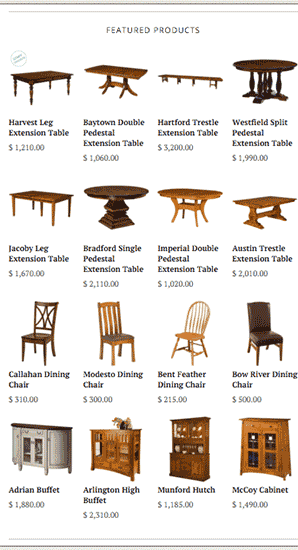 FEATURED PRODUCTS
Harvest Leg
Extension Table
$ 1,210.00
Baytown Double
Pedestal
Extension Table
$ 1,060.00
Hartford Trestle
Extension Table
$ 3,200.00
Westfield Split
Pedestal
Extension Table
$ 1,990.00
Jacoby Leg
Extension Table
$ 1,670.00
Bradford Single
Pedestal
Extension Table
$ 2,110.00
Imperial Double
Pedestal
Extension Table
$ 1,020.00
Austin Trestle
Extension Table
$ 2,010.00
Callahan Dining
Chair
$ 310.00
Modesto Dining
Chair
$ 300.00
Bent Feather
Dining Chair
$ 215.00
Bow River Dining
Chair
$ 500.00
Adrian Buffet
$ 1,880.00
Arlington High
Buffet
$ 2,310.00
Munford Hutch
$ 1,185.00
McCoy Cabinet
$ 1,490.00